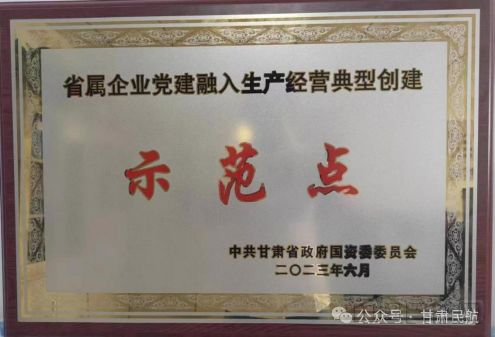 省属企业党建融入生产经营典型创建
示范点
中共甘肃省政府国资委委员会
二〇二三年六月
公众号·甘肃民航